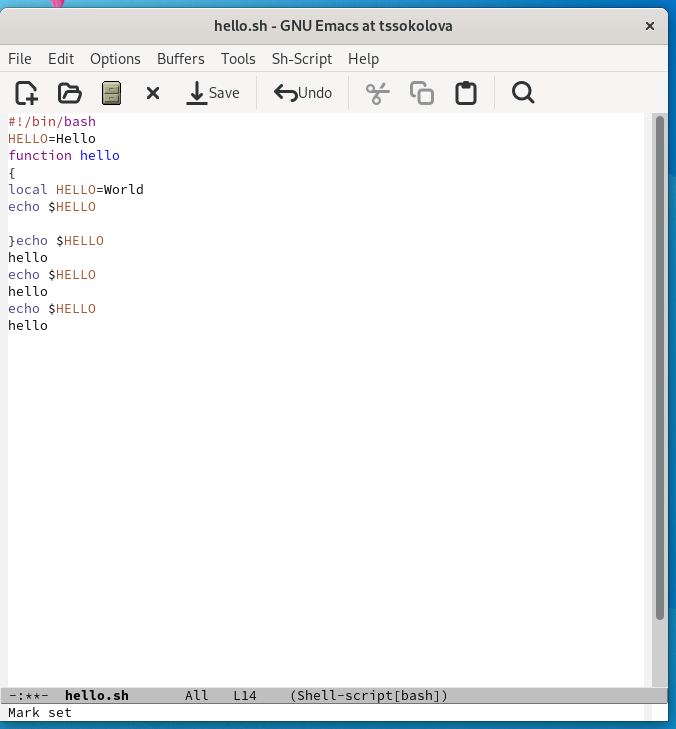 hello.sh - GNU Emacs at tssokolova
File Edit Options Buffers Tools Sh-Script Help
Save Undo
#!/bin/bash
HELLO=Hello
function hello
{
local HELLO=World
echo $HELLO
}echo $HELLO
hello
echo $HELLO
hello
echo $HELLO
hello
-:**- hello.sh All L14 (Shell-script[bash])
Mark set